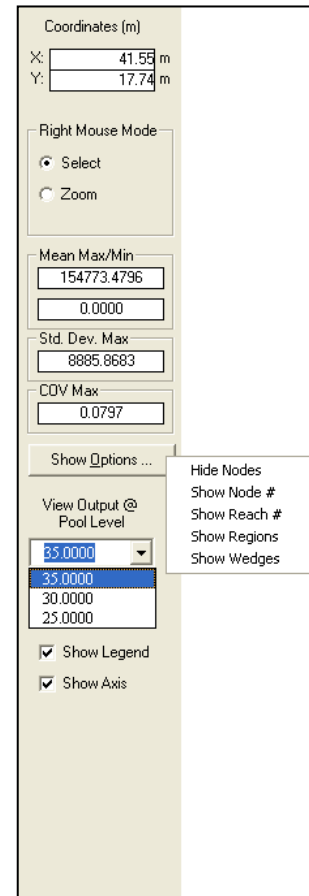 Coordinates (m)
X: 41.55 m
Y: 17.74 m
Right Mouse Mode
Select
Zoom
Mean Max/Min
154773.4796
0.0000
Std. Dev. Max
8885.8683
COV Max
0.0797
Show Options ...
Hide Nodes
Show Node #
Show Reach #
Show Regions
Show Wedges
View Output @
Pool Level
35.0000
35.0000
30.0000
25.0000
Show Legend
Show Axis